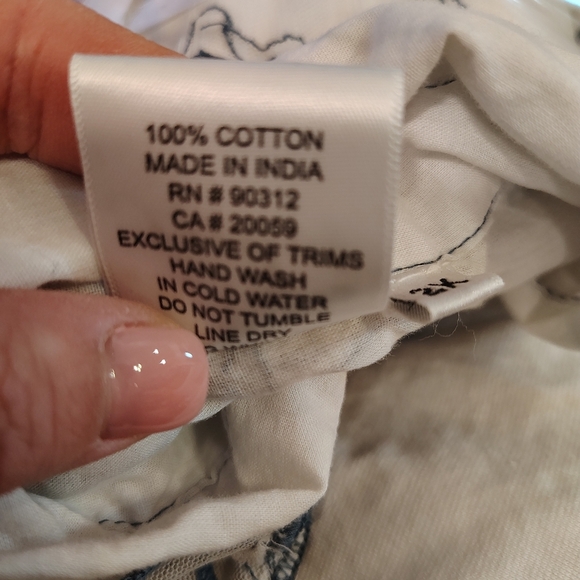 100% COTTON
MADE IN INDIA
RN # 90312
CA # 20059
EXCLUSIVE OF TRIMS
HAND WASH
IN COLD WATER
DO NOT TUMBLE
LINE DRY